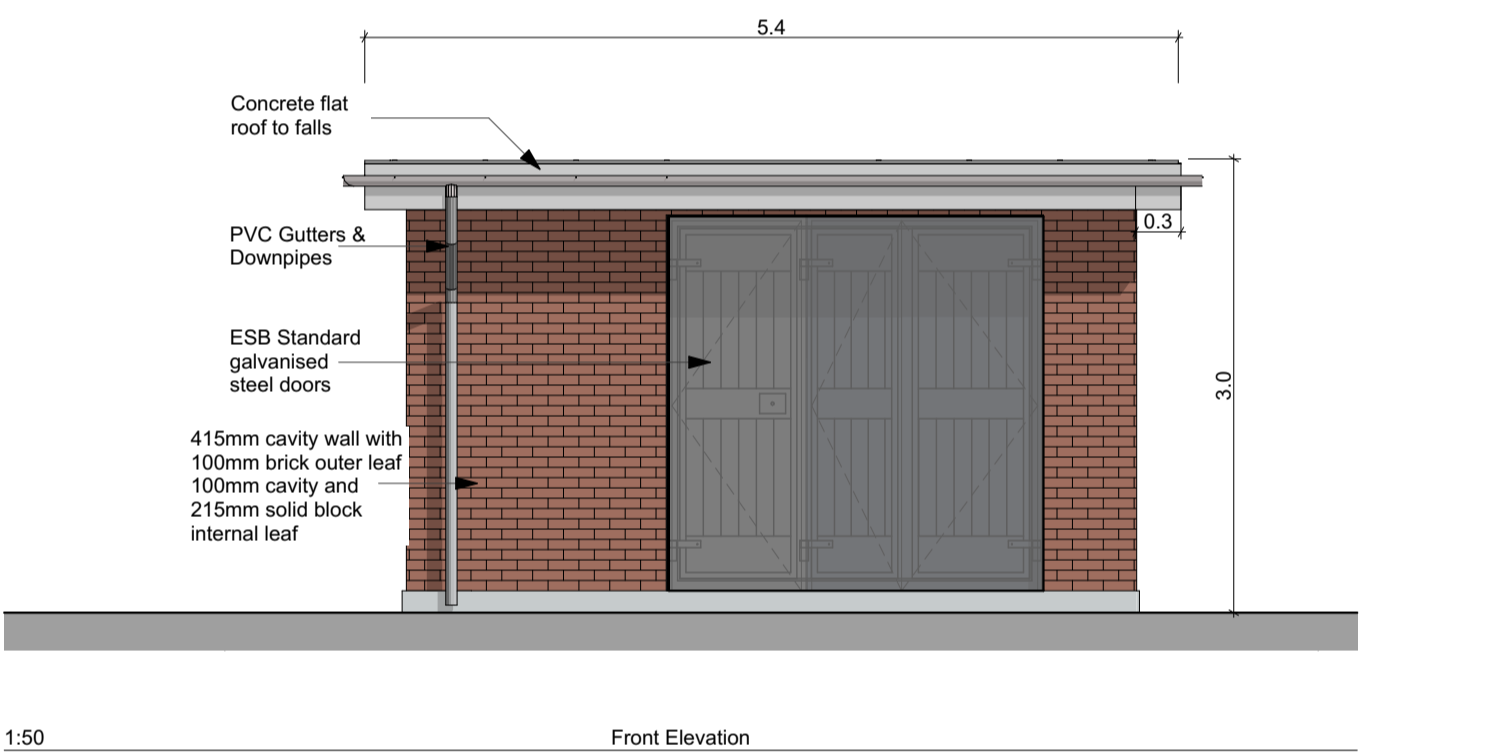 5.4
Concrete flat
roof to falls
PVC Gutters &
Downpipes
0.3
ESB Standard
galvanised
steel doors
3.0
415mm cavity wall with
100mm brick outer leaf
100mm cavity and
215mm solid block
internal leaf
1:50
Front Elevation